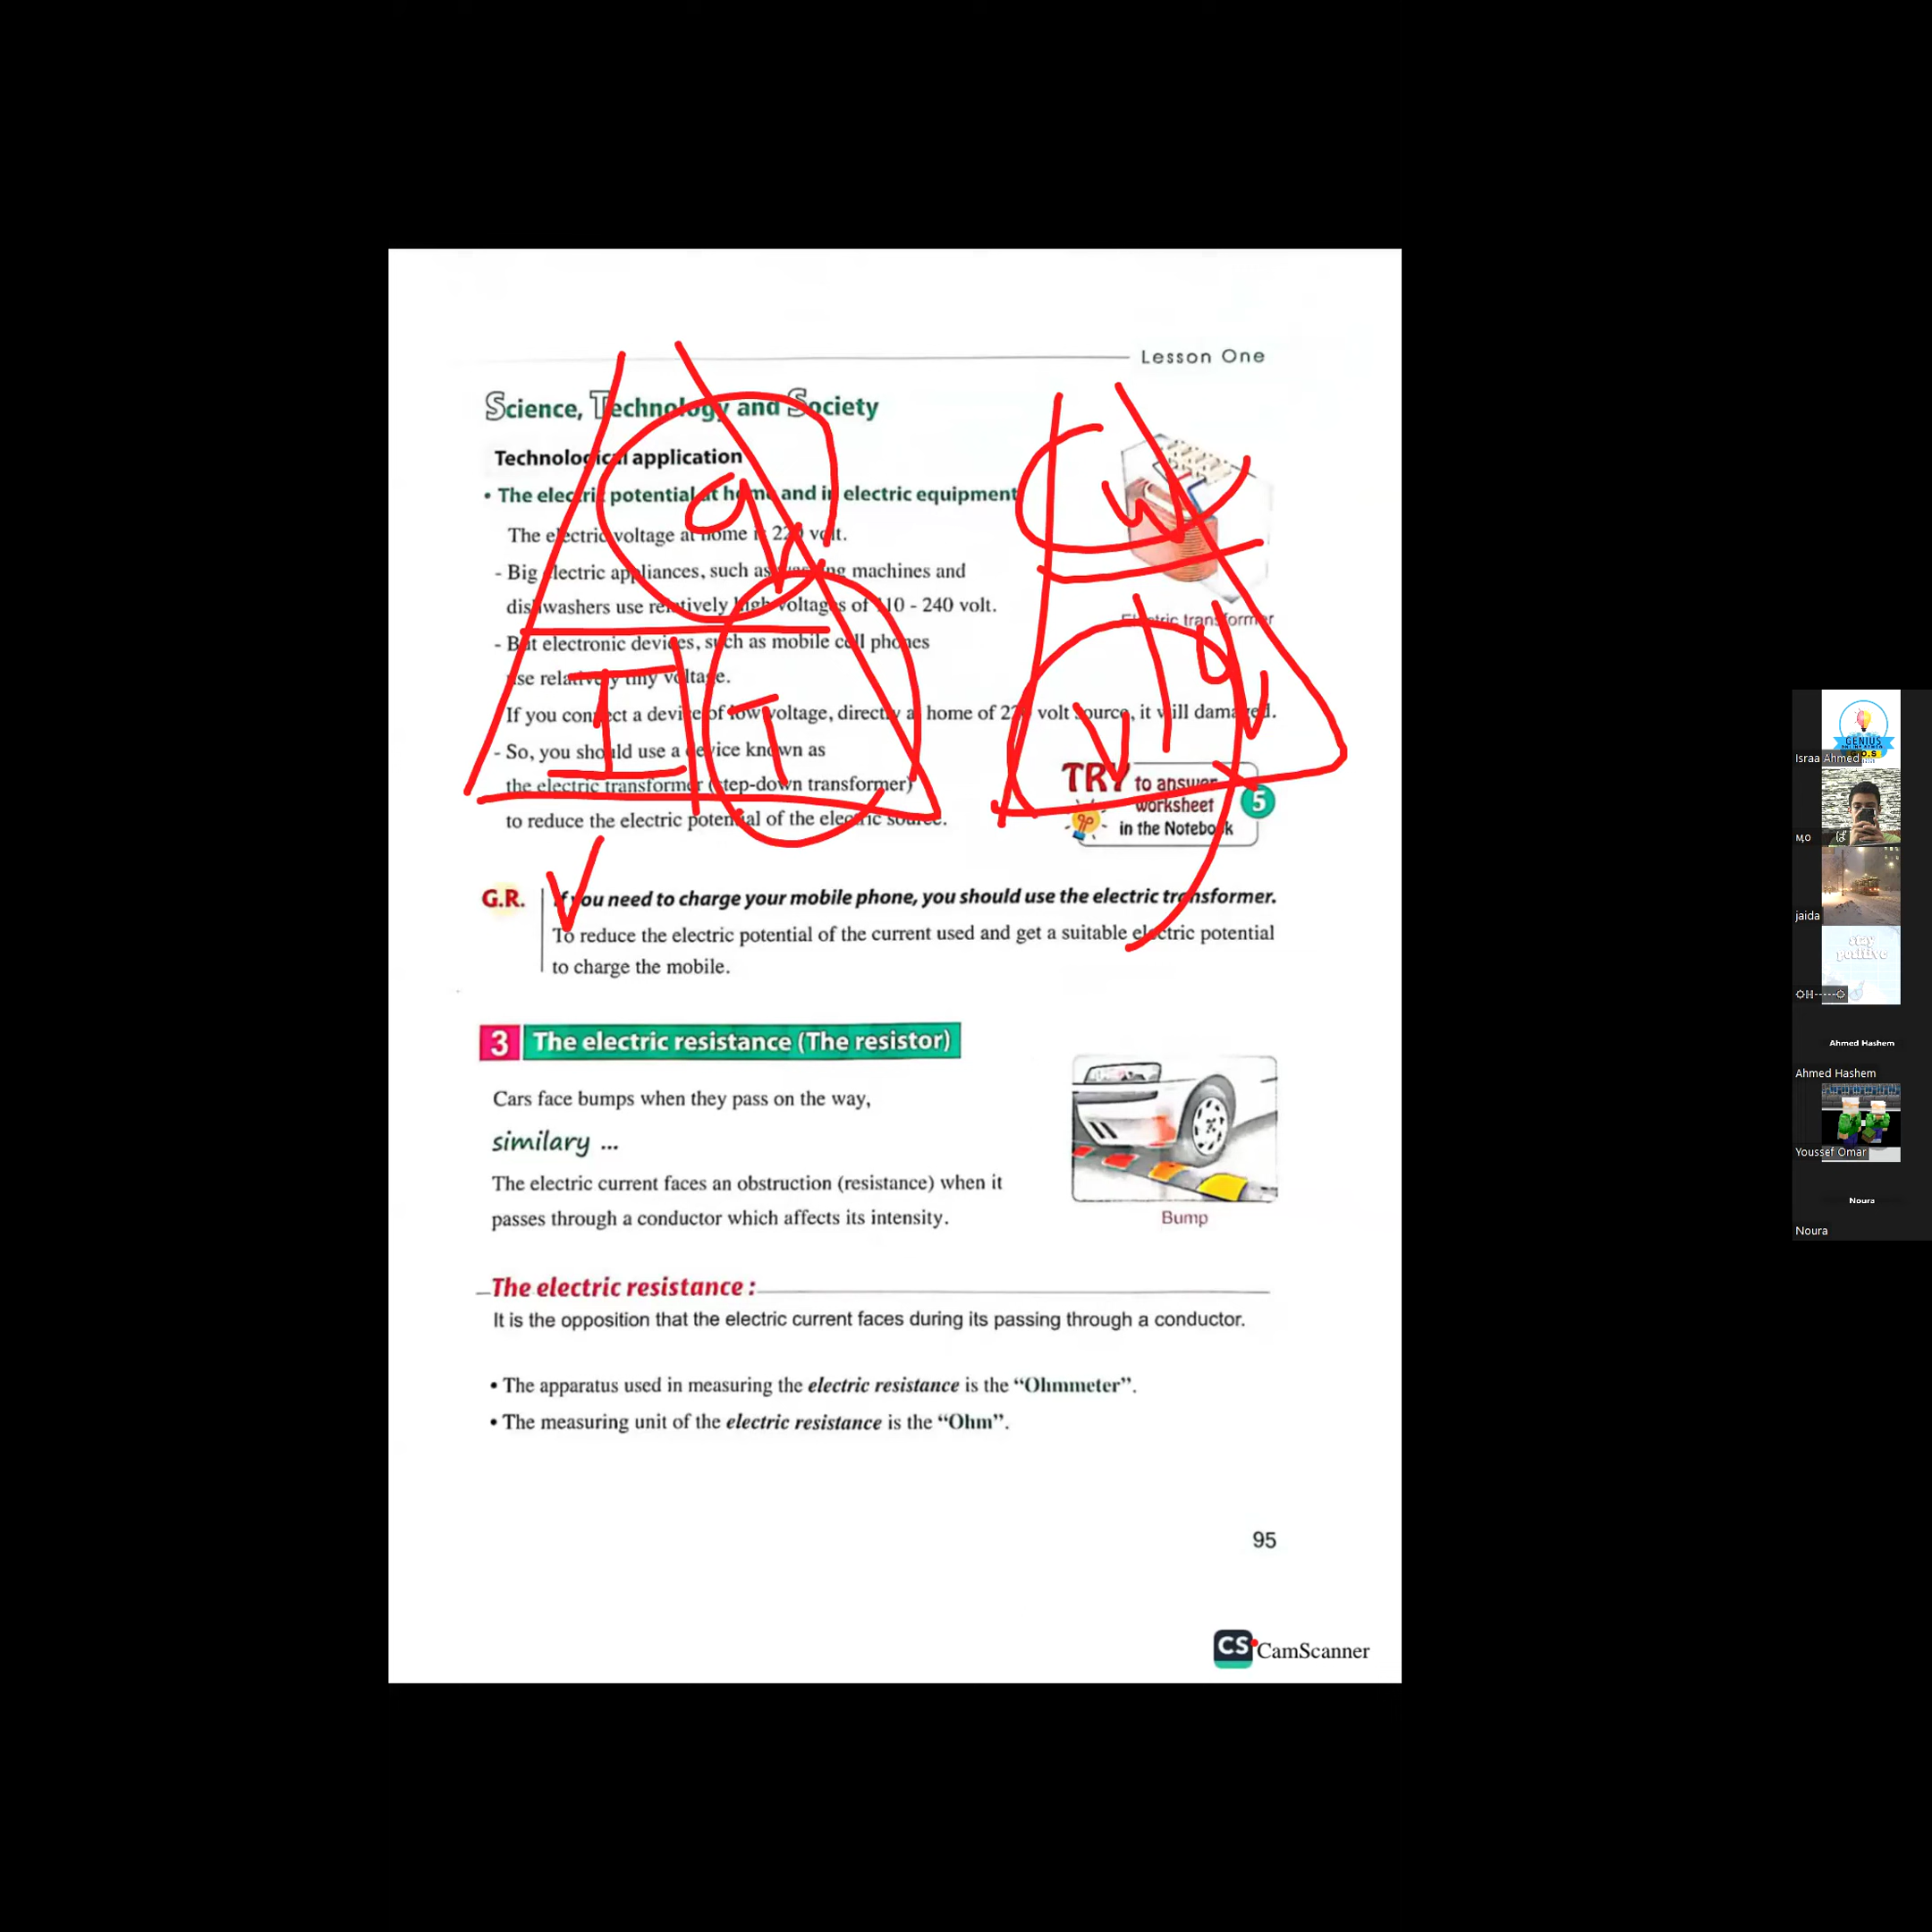 Lesson One
Science, Technology and Society
Technological application
• The electric potential at home and in electric equipment
The electric voltage at home is 220 volt.
- Big electric appliances, such as washing machines and
dishwashers use relatively high voltages of 110 - 240 volt.
Electric transformer
- But electronic devices, such as mobile cell phones
use relatively tiny voltage.
If you connect a device of low voltage, directly at home of 220 volt source, it will damaged.
- So, you should use a device known as
the electric transformer (step-down transformer)
to reduce the electric potential of the electric source.
TRY to answer
worksheet 5
in the Notebook
q
I
T
W
V
q
G.R.
If you need to charge your mobile phone, you should use the electric transformer.
To reduce the electric potential of the current used and get a suitable electric potential
to charge the mobile.
3 The electric resistance (The resistor)
Cars face bumps when they pass on the way,
similary ...
The electric current faces an obstruction (resistance) when it
passes through a conductor which affects its intensity.
Bump
The electric resistance :
It is the opposition that the electric current faces during its passing through a conductor.
• The apparatus used in measuring the electric resistance is the “Ohmmeter”.
• The measuring unit of the electric resistance is the “Ohm”.
95
CS CamScanner
GENIUS
G.O.S
Israa Ahmed
M,O
jaida
stay
positive
OH-----
Ahmed Hashem
Ahmed Hashem
Youssef Omar
Noura
Noura